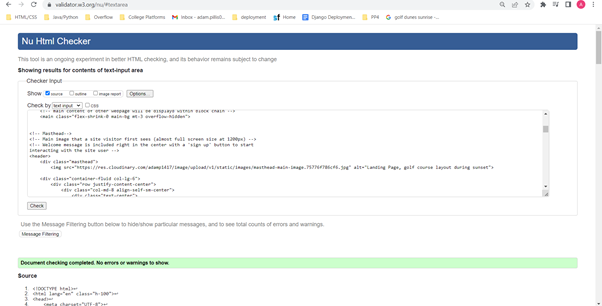 validator.w3.org/nu/#textarea
HTML/CSS Java/Python Overflow College Platforms Inbox - adam.pills0... deployment Home Design Deploymen... PP4 golf dunes sunrise -...
Nu Html Checker
This tool is an ongoing experiment in better HTML checking, and its behavior remains subject to change
Showing results for contents of text-input area
Checker Input
Show source outline image report Options...
Check by text input css
<!-- Main content of other webpage will be displayed within block chain -->
<main class="flex-shrink-0 main-bg mt-3 overflow-hidden">
<!-- Masthead-->
<!-- Main image that a site visitor first sees (almost full screen size at 1200px) -->
<!-- Welcome message is included right in the center with a 'sign up' button to start
interacting with the site user -->
<header>
<div class="masthead">
<img src="https://res.cloudinary.com/adamp1417/image/upload/v1/static/images/masthead-main-image.75776f786cf6.jpg" alt="Landing Page, golf course layout during sunset">
<div class="container-fluid col-lg-6">
<div class="row justify-content-center">
<div class="col-md-8 align-self-sm-center">
<div class="text-center">
Check
Use the Message Filtering button below to hide/show particular messages, and to see total counts of errors and warnings.
Message Filtering
Document checking completed. No errors or warnings to show.
Source
1 <!DOCTYPE html>↩
2 <html lang="en" class="h-100">↩
3 <head>↩
4 <meta charset="UTF-8">↩